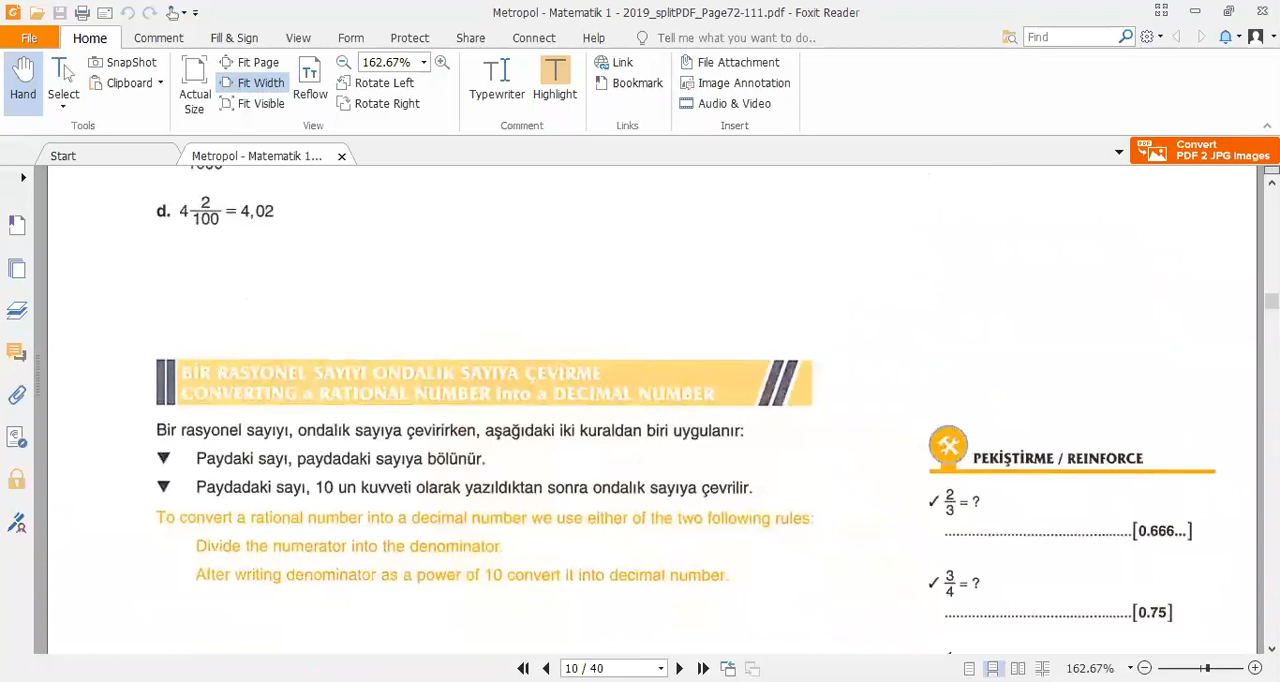 Metropol - Matematik 1 - 2019_splitPDF_Page72-111.pdf - Foxit Reader
File Home Comment Fill & Sign View Form Protect Share Connect Help Tell me what you want to do.. Find
Hand
Select
SnapShot
Clipboard
Tools
Actual Size
Fit Page
Fit Width
Fit Visible
Reflow
162.67%
Rotate Left
Rotate Right
View
Typewriter
Highlight
Comment
Link
Bookmark
Links
File Attachment
Image Annotation
Audio & Video
Insert
Start
Metropol - Matematik 1...
Convert
PDF 2 JPG Images
d. 4 2/100 = 4,02
BİR RASYONEL SAYIYI ONDALIK SAYIYA ÇEVİRME
CONVERTING a RATIONAL NUMBER into a DECIMAL NUMBER
Bir rasyonel sayıyı, ondalık sayıya çevirirken, aşağıdaki iki kuraldan biri uygulanır:
▼ Paydaki sayı, paydadaki sayıya bölünür.
▼ Paydadaki sayı, 10 un kuvveti olarak yazıldıktan sonra ondalık sayıya çevrilir.
To convert a rational number into a decimal number we use either of the two following rules:
Divide the numerator into the denominator.
After writing denominator as a power of 10 convert it into decimal number.
PEKİŞTİRME / REINFORCE
✓ 2/3 = ?
..............................................[0.666...]
✓ 3/4 = ?
..............................................[0.75]
10 / 40
162.67%